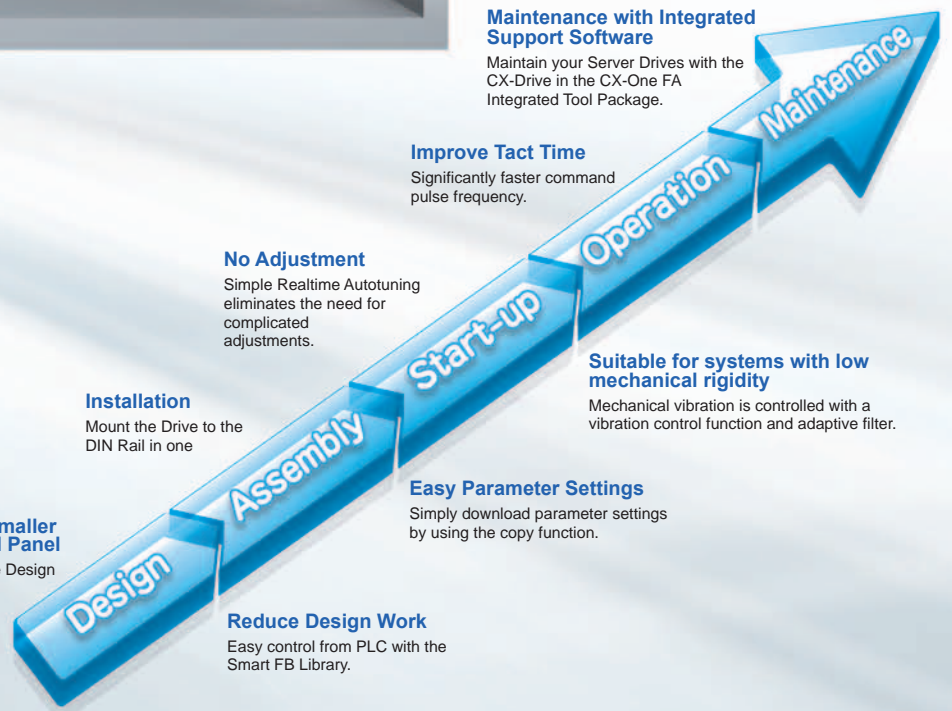 Maintenance with Integrated
Support Software
Maintain your Server Drives with the
CX-Drive in the CX-One FA
Integrated Tool Package.
Maintenance
Improve Tact Time
Significantly faster command
pulse frequency.
Operation
No Adjustment
Simple Realtime Autotuning
eliminates the need for
complicated
adjustments.
Start-up
Suitable for systems with low
mechanical rigidity
Mechanical vibration is controlled with a
vibration control function and adaptive filter.
Installation
Mount the Drive to the
DIN Rail in one
Assembly
Easy Parameter Settings
Simply download parameter settings
by using the copy function.
maller
Panel
Design
Design
Reduce Design Work
Easy control from PLC with the
Smart FB Library.